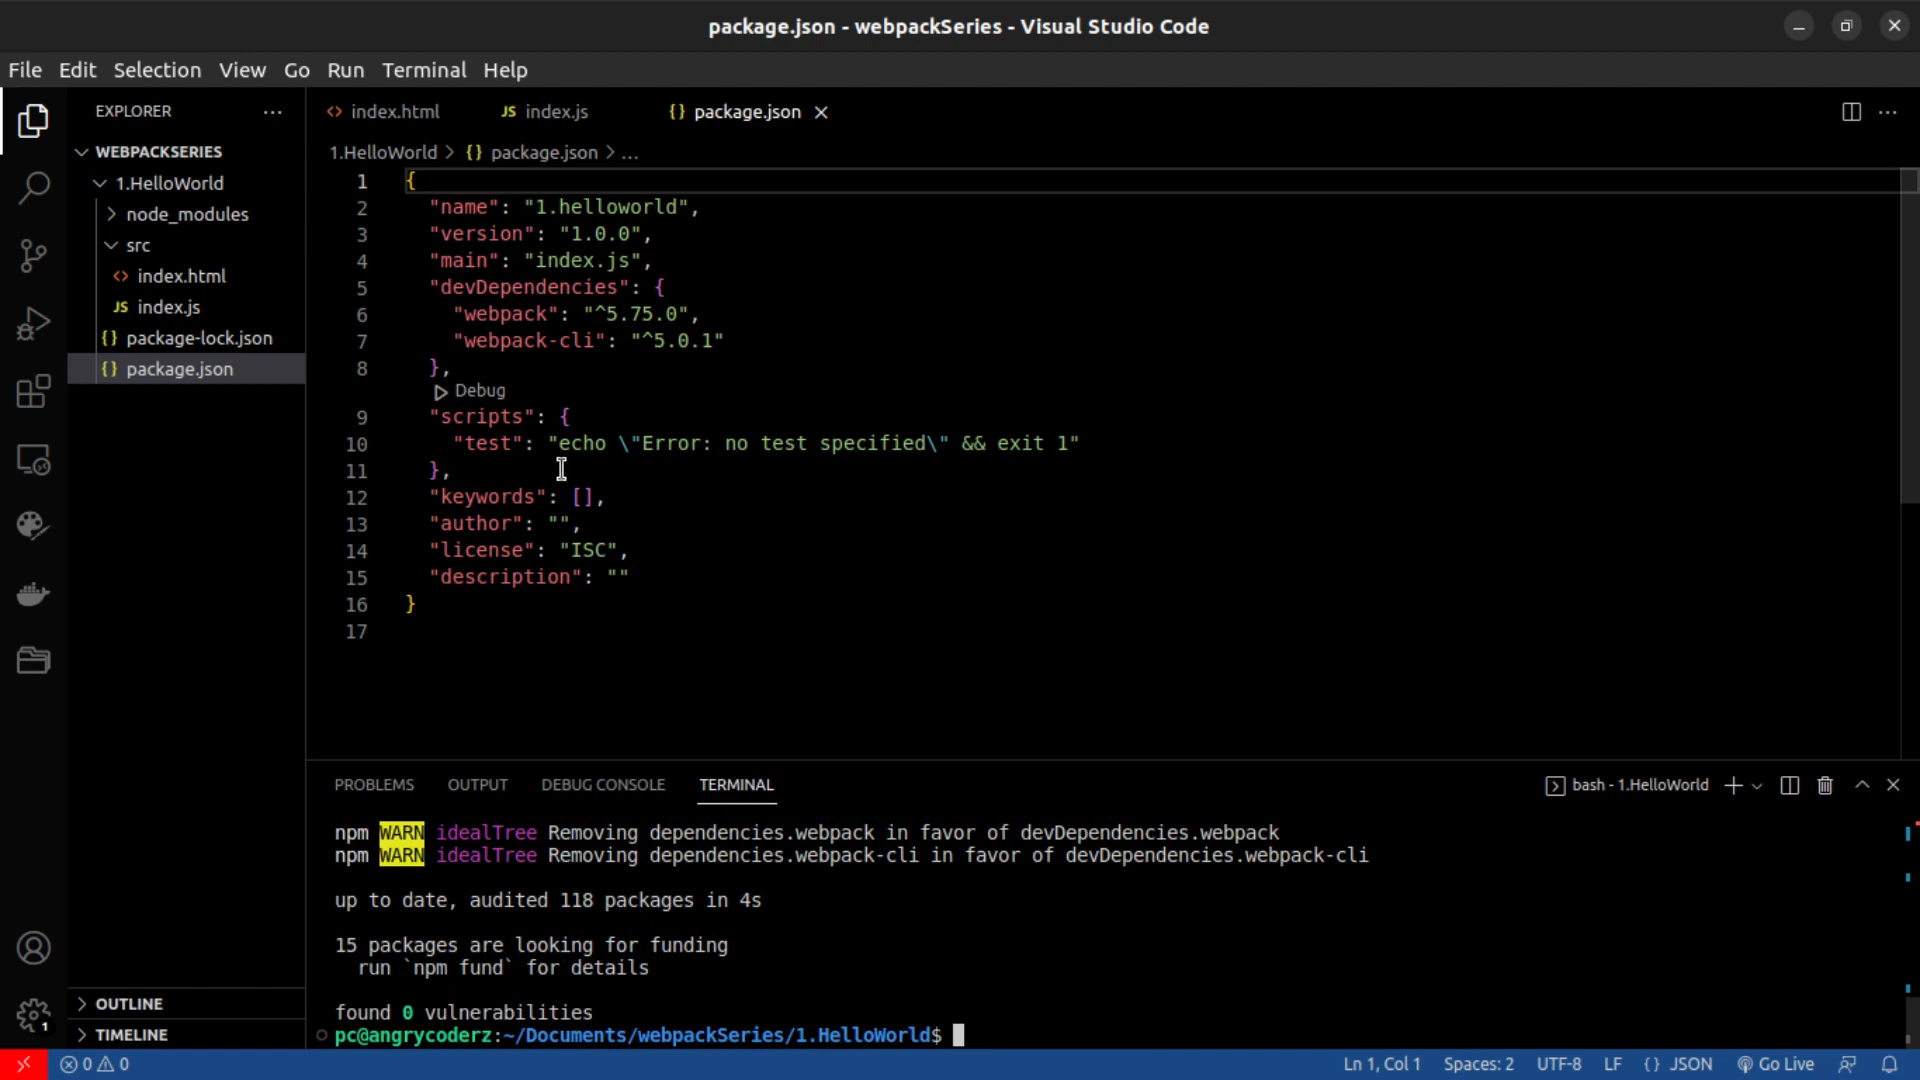 package.json - webpackSeries - Visual Studio Code
File Edit Selection View Go Run Terminal Help
EXPLORER
WEBPACKSERIES
1.HelloWorld
node_modules
src
index.html
JS index.js
{} package-lock.json
{} package.json
OUTLINE
TIMELINE
<> index.html JS index.js {} package.json
1.HelloWorld > {} package.json > ...
1 {
2 "name": "1.helloworld",
3 "version": "1.0.0",
4 "main": "index.js",
5 "devDependencies": {
6 "webpack": "^5.75.0",
7 "webpack-cli": "^5.0.1"
8 },
Debug
9 "scripts": {
10 "test": "echo \"Error: no test specified\" && exit 1"
11 },
12 "keywords": [],
13 "author": "",
14 "license": "ISC",
15 "description": ""
16 }
17
PROBLEMS OUTPUT DEBUG CONSOLE TERMINAL bash - 1.HelloWorld
npm WARN idealTree Removing dependencies.webpack in favor of devDependencies.webpack
npm WARN idealTree Removing dependencies.webpack-cli in favor of devDependencies.webpack-cli
up to date, audited 118 packages in 4s
15 packages are looking for funding
run `npm fund` for details
found 0 vulnerabilities
pc@angrycoderz:~/Documents/webpackSeries/1.HelloWorld$
1
0 0 Ln 1, Col 1 Spaces: 2 UTF-8 LF {} JSON Go Live